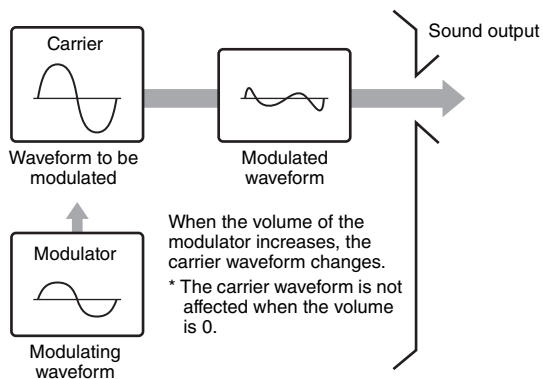 Carrier
Sound output
Waveform to be
modulated
Modulated
waveform
When the volume of the
modulator increases, the
carrier waveform changes.
* The carrier waveform is not
affected when the volume
is 0.
Modulator
Modulating
waveform